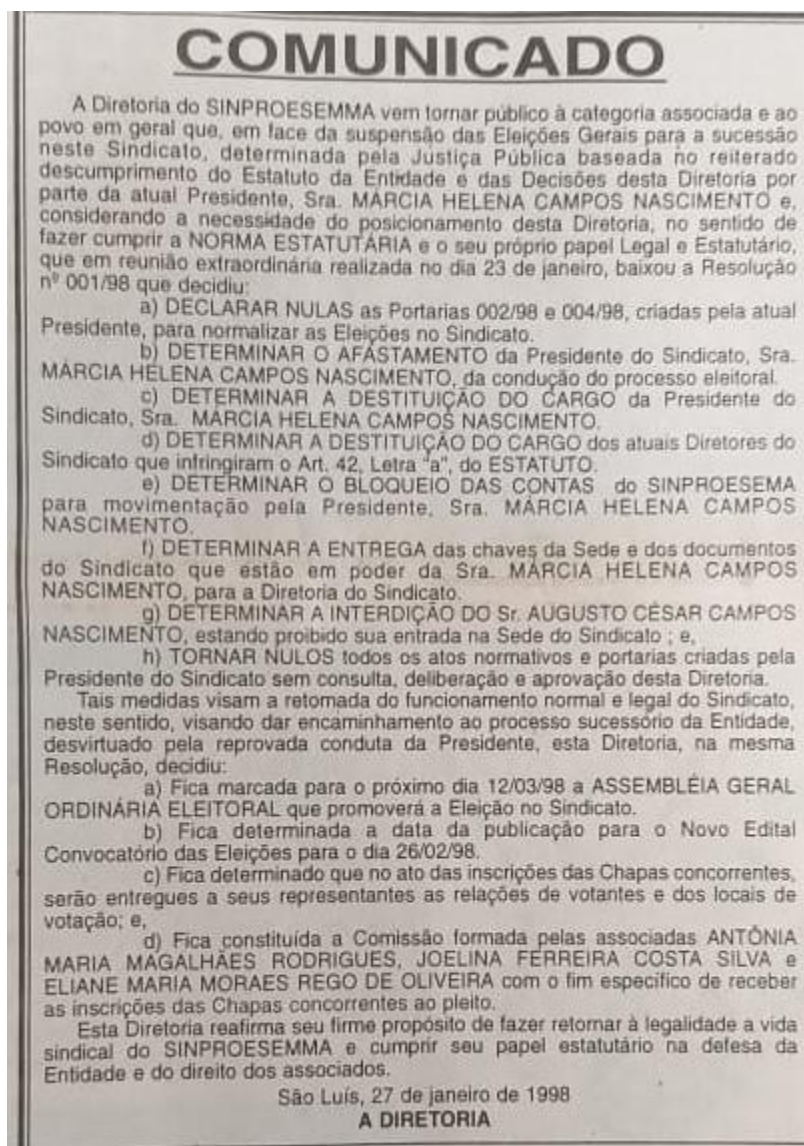 COMUNICADO
A Diretoria do SINPROESEMMA vem tornar público à categoria associada e ao
povo em geral que, em face da suspensão das Eleições Gerais para a sucessão
neste Sindicato, determinada pela Justiça Pública baseada no reiterado
descumprimento do Estatuto da Entidade e das Decisões desta Diretoria por
parte da atual Presidente, Sra. MÁRCIA HELENA CAMPOS NASCIMENTO e,
considerando a necessidade do posicionamento desta Diretoria, no sentido de
fazer cumprir a NORMA ESTATUTÁRIA e o seu próprio papel Legal e Estatutário,
que em reunião extraordinária realizada no dia 23 de janeiro, baixou a Resolução
nº 001/98 que decidiu:
a) DECLARAR NULAS as Portarias 002/98 e 004/98, criadas pela atual
Presidente, para normalizar as Eleições no Sindicato.
b) DETERMINAR O AFASTAMENTO da Presidente do Sindicato, Sra.
MÁRCIA HELENA CAMPOS NASCIMENTO, da condução do processo eleitoral.
c) DETERMINAR A DESTITUIÇÃO DO CARGO da Presidente do
Sindicato, Sra. MÁRCIA HELENA CAMPOS NASCIMENTO.
d) DETERMINAR A DESTITUIÇÃO DO CARGO dos atuais Diretores do
Sindicato que infringiram o Art. 42, Letra "a", do ESTATUTO.
e) DETERMINAR O BLOQUEIO DAS CONTAS do SINPROESEMA
para movimentação pela Presidente, Sra. MÁRCIA HELENA CAMPOS
NASCIMENTO.
f) DETERMINAR A ENTREGA das chaves da Sede e dos documentos
do Sindicato que estão em poder da Sra. MÁRCIA HELENA CAMPOS
NASCIMENTO, para a Diretoria do Sindicato.
g) DETERMINAR A INTERDIÇÃO DO Sr. AUGUSTO CÉSAR CAMPOS
NASCIMENTO, estando proibido sua entrada na Sede do Sindicato ; e,
h) TORNAR NULOS todos os atos normativos e portarias criadas pela
Presidente do Sindicato sem consulta, deliberação e aprovação desta Diretoria.
Tais medidas visam a retomada do funcionamento normal e legal do Sindicato,
neste sentido, visando dar encaminhamento ao processo sucessório da Entidade,
desvirtuado pela reprovada conduta da Presidente, esta Diretoria, na mesma
Resolução, decidiu:
a) Fica marcada para o próximo dia 12/03/98 a ASSEMBLÉIA GERAL
ORDINÁRIA ELEITORAL que promoverá a Eleição no Sindicato.
b) Fica determinada a data da publicação para o Novo Edital
Convocatório das Eleições para o dia 26/02/98.
c) Fica determinado que no ato das inscrições das Chapas concorrentes,
serão entregues a seus representantes as relações de votantes e dos locais de
votação; e,
d) Fica constituída a Comissão formada pelas associadas ANTÔNIA
MARIA MAGALHÃES RODRIGUES, JOELINA FERREIRA COSTA SILVA e
ELIANE MARIA MORAES REGO DE OLIVEIRA com o fim específico de receber
as inscrições das Chapas concorrentes ao pleito.
Esta Diretoria reafirma seu firme propósito de fazer retornar à legalidade a vida
sindical do SINPROESEMMA e cumprir seu papel estatutário na defesa da
Entidade e do direito dos associados.
São Luís, 27 de janeiro de 1998
A DIRETORIA